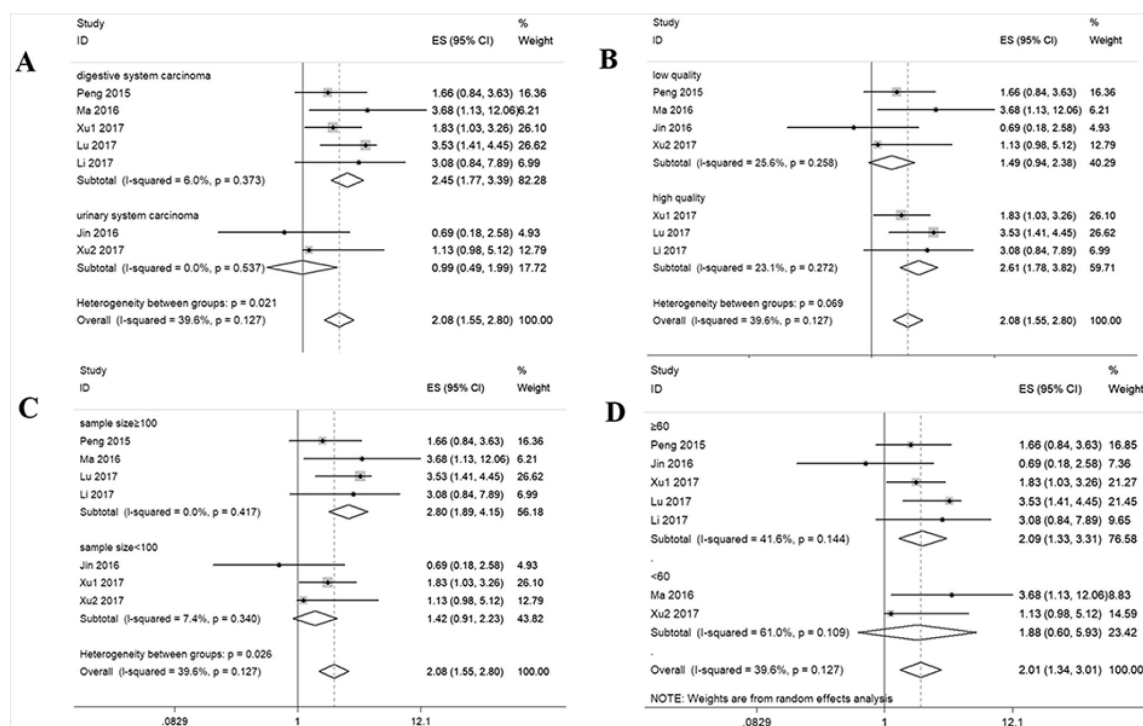 A
Study %
ID ES (95% CI) Weight
digestive system carcinoma
Peng 2015 1.66 (0.84, 3.63) 16.36
Ma 2016 3.68 (1.13, 12.06) 6.21
Xu1 2017 1.83 (1.03, 3.26) 26.10
Lu 2017 3.53 (1.41, 4.45) 26.62
Li 2017 3.08 (0.84, 7.89) 6.99
Subtotal (I-squared = 6.0%, p = 0.373) 2.45 (1.77, 3.39) 82.28
urinary system carcinoma
Jin 2016 0.69 (0.18, 2.58) 4.93
Xu2 2017 1.13 (0.98, 5.12) 12.79
Subtotal (I-squared = 0.0%, p = 0.537) 0.99 (0.49, 1.99) 17.72
Heterogeneity between groups: p = 0.021
Overall (I-squared = 39.6%, p = 0.127) 2.08 (1.55, 2.80) 100.00
B
Study %
ID ES (95% CI) Weight
low quality
Peng 2015 1.66 (0.84, 3.63) 16.36
Ma 2016 3.68 (1.13, 12.06) 6.21
Jin 2016 0.69 (0.18, 2.58) 4.93
Xu2 2017 1.13 (0.98, 5.12) 12.79
Subtotal (I-squared = 25.6%, p = 0.258) 1.49 (0.94, 2.38) 40.29
high quality
Xu1 2017 1.83 (1.03, 3.26) 26.10
Lu 2017 3.53 (1.41, 4.45) 26.62
Li 2017 3.08 (0.84, 7.89) 6.99
Subtotal (I-squared = 23.1%, p = 0.272) 2.61 (1.78, 3.82) 59.71
Heterogeneity between groups: p = 0.069
Overall (I-squared = 39.6%, p = 0.127) 2.08 (1.55, 2.80) 100.00
C
Study %
ID ES (95% CI) Weight
sample size≥100
Peng 2015 1.66 (0.84, 3.63) 16.36
Ma 2016 3.68 (1.13, 12.06) 6.21
Lu 2017 3.53 (1.41, 4.45) 26.62
Li 2017 3.08 (0.84, 7.89) 6.99
Subtotal (I-squared = 0.0%, p = 0.417) 2.80 (1.89, 4.15) 56.18
sample size<100
Jin 2016 0.69 (0.18, 2.58) 4.93
Xu1 2017 1.83 (1.03, 3.26) 26.10
Xu2 2017 1.13 (0.98, 5.12) 12.79
Subtotal (I-squared = 7.4%, p = 0.340) 1.42 (0.91, 2.23) 43.82
Heterogeneity between groups: p = 0.026
Overall (I-squared = 39.6%, p = 0.127) 2.08 (1.55, 2.80) 100.00
.0829 1 12.1
D
Study %
ID ES (95% CI) Weight
≥60
Peng 2015 1.66 (0.84, 3.63) 16.85
Jin 2016 0.69 (0.18, 2.58) 7.36
Xu1 2017 1.83 (1.03, 3.26) 21.27
Lu 2017 3.53 (1.41, 4.45) 21.45
Li 2017 3.08 (0.84, 7.89) 9.65
Subtotal (I-squared = 41.6%, p = 0.144) 2.09 (1.33, 3.31) 76.58
.
<60
Ma 2016 3.68 (1.13, 12.06) 8.83
Xu2 2017 1.13 (0.98, 5.12) 14.59
Subtotal (I-squared = 61.0%, p = 0.109) 1.88 (0.60, 5.93) 23.42
.
Overall (I-squared = 39.6%, p = 0.127) 2.01 (1.34, 3.01) 100.00
NOTE: Weights are from random effects analysis
.0829 1 12.1